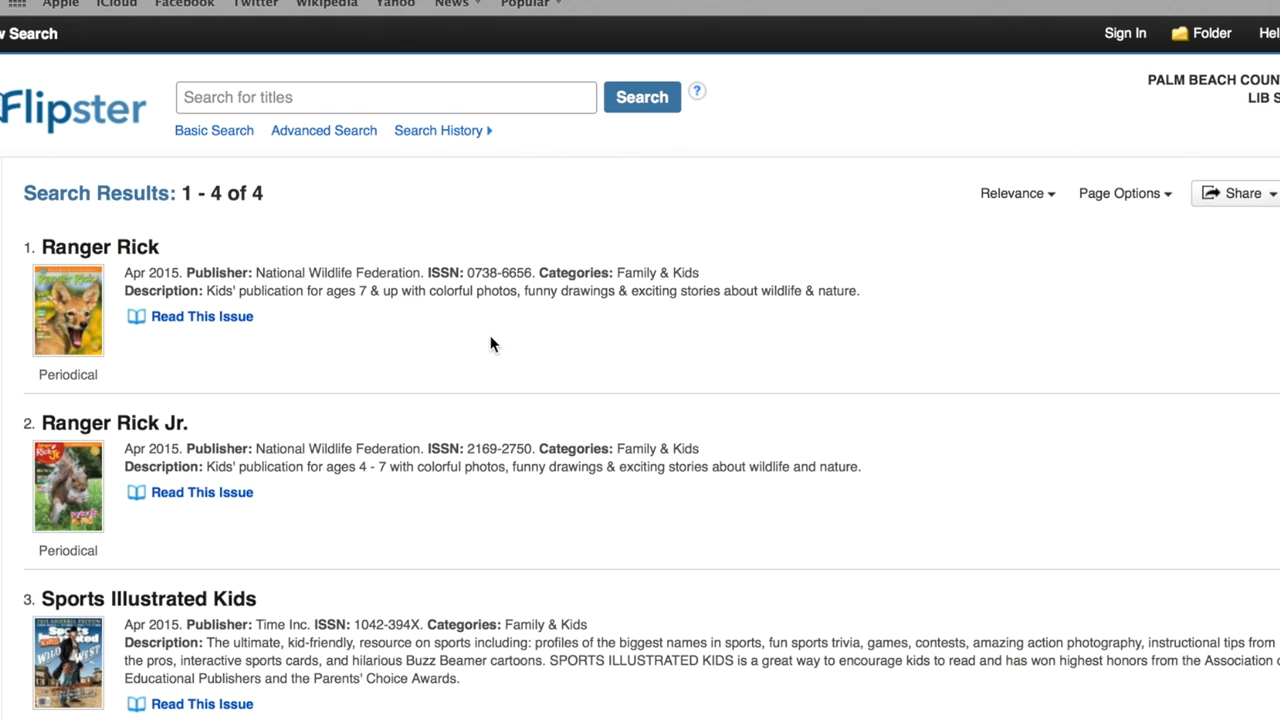 Apple iCloud Facebook Twitter Wikipedia Yahoo News Popular
w Search Sign In Folder Hel
Flipster Search for titles Search ? PALM BEACH COUN
LIB S
Basic Search Advanced Search Search History
Search Results: 1 - 4 of 4 Relevance Page Options Share
1. Ranger Rick
Apr 2015. Publisher: National Wildlife Federation. ISSN: 0738-6656. Categories: Family & Kids
Description: Kids' publication for ages 7 & up with colorful photos, funny drawings & exciting stories about wildlife & nature.
Read This Issue
Periodical
2. Ranger Rick Jr.
Apr 2015. Publisher: National Wildlife Federation. ISSN: 2169-2750. Categories: Family & Kids
Description: Kids' publication for ages 4 - 7 with colorful photos, funny drawings & exciting stories about wildlife and nature.
Read This Issue
Periodical
3. Sports Illustrated Kids
Apr 2015. Publisher: Time Inc. ISSN: 1042-394X. Categories: Family & Kids
Description: The ultimate, kid-friendly, resource on sports including: profiles of the biggest names in sports, fun sports trivia, games, contests, amazing action photography, instructional tips from
the pros, interactive sports cards, and hilarious Buzz Beamer cartoons. SPORTS ILLUSTRATED KIDS is a great way to encourage kids to read and has won highest honors from the Association o
Educational Publishers and the Parents' Choice Awards.
Read This Issue